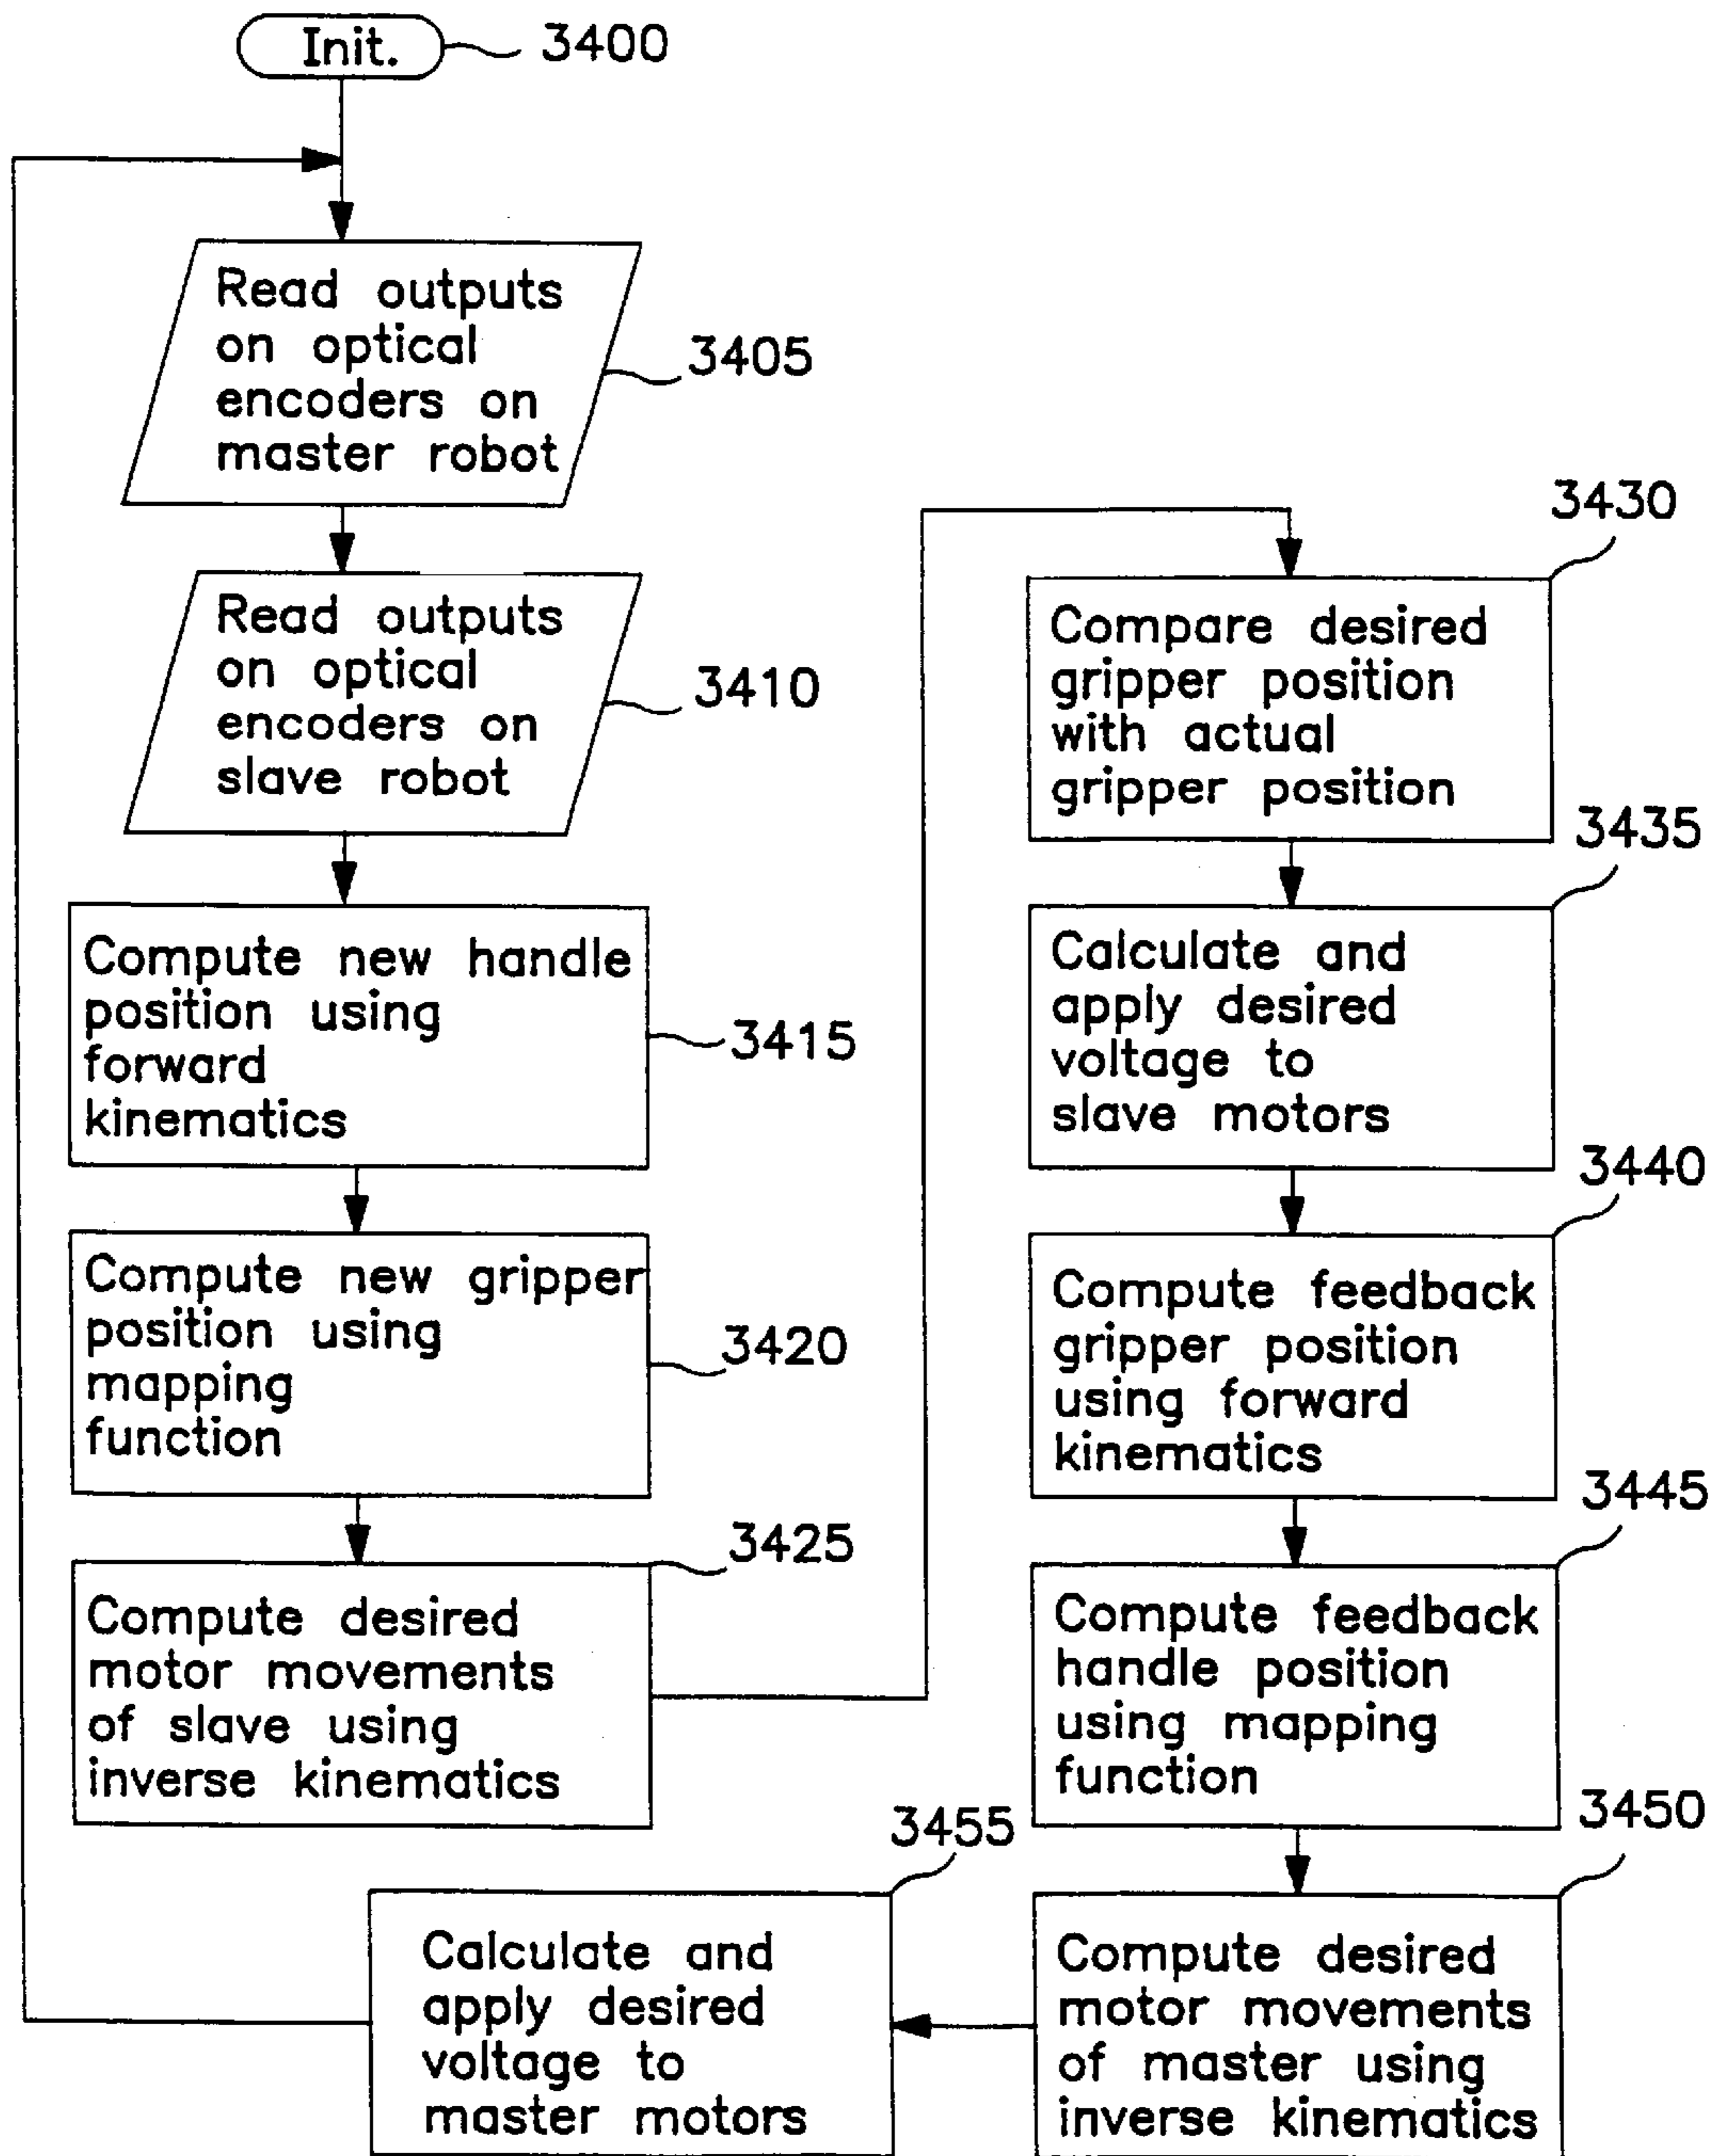 Init.
3400
Read outputs
on optical
encoders on
master robot
3405
Read outputs
on optical
encoders on
slave robot
3410
Compute new handle
position using
forward
kinematics
3415
Compute new gripper
position using
mapping
function
3420
Compute desired
motor movements
of slave using
inverse kinematics
3425
Compare desired
gripper position
with actual
gripper position
3430
Calculate and
apply desired
voltage to
slave motors
3435
Compute feedback
gripper position
using forward
kinematics
3440
Compute feedback
handle position
using mapping
function
3445
Compute desired
motor movements
of master using
inverse kinematics
3450
Calculate and
apply desired
voltage to
master motors
3455